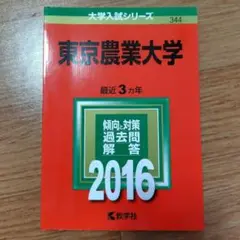 大学入試シリーズ
344
東京農業大学
最近3カ年
傾向と対策
過去問
解答
2016
教学社